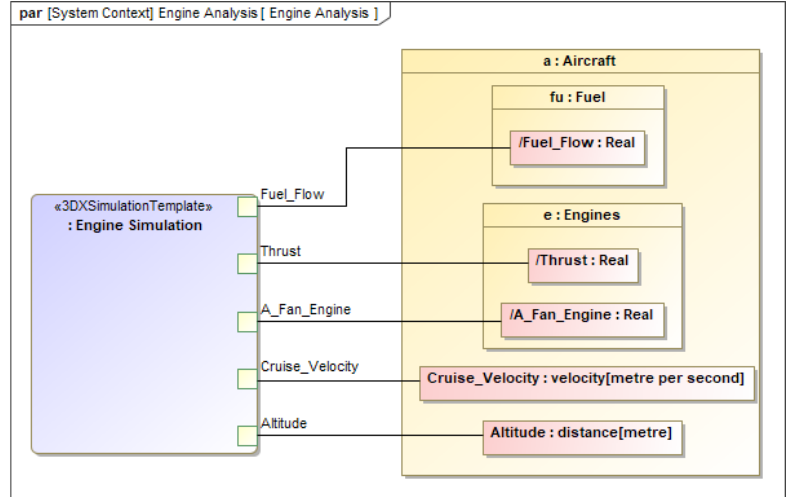 par [System Context] Engine Analysis [ Engine Analysis ]
a : Aircraft
fu : Fuel
/Fuel_Flow : Real
Fuel_Flow
«3DXSimulationTemplate»
: Engine Simulation
e : Engines
Thrust
/Thrust : Real
A_Fan_Engine
/A_Fan_Engine : Real
Cruise_Velocity
Cruise_Velocity : velocity[metre per second]
Altitude
Altitude : distance[metre]